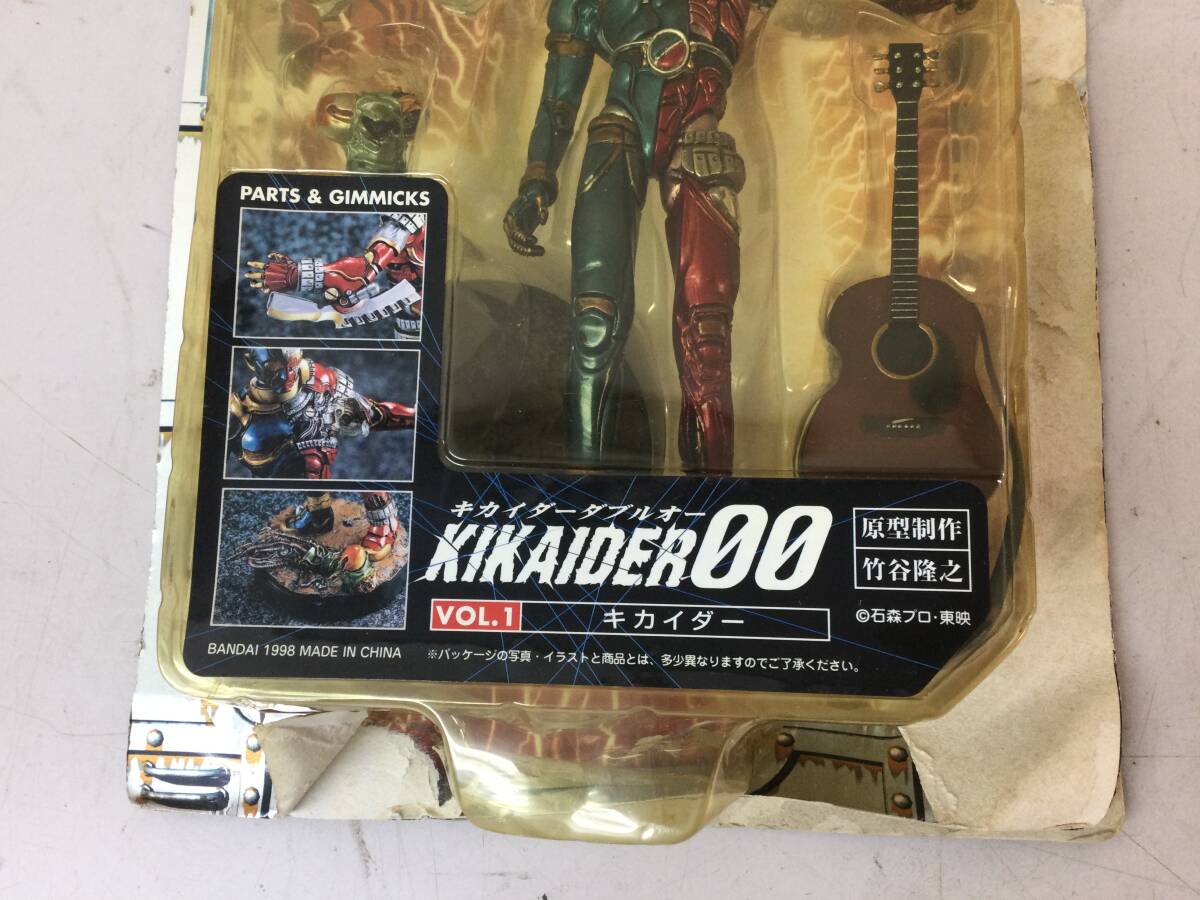 PARTS & GIMMICKS
キカイダーダブルオー
KIKAIDER00
原型制作
竹谷隆之
VOL.1 キカイダー
©石森プロ・東映
BANDAI 1998 MADE IN CHINA
※パッケージの写真・イラストと商品とは、多少異なりますのでご了承ください。